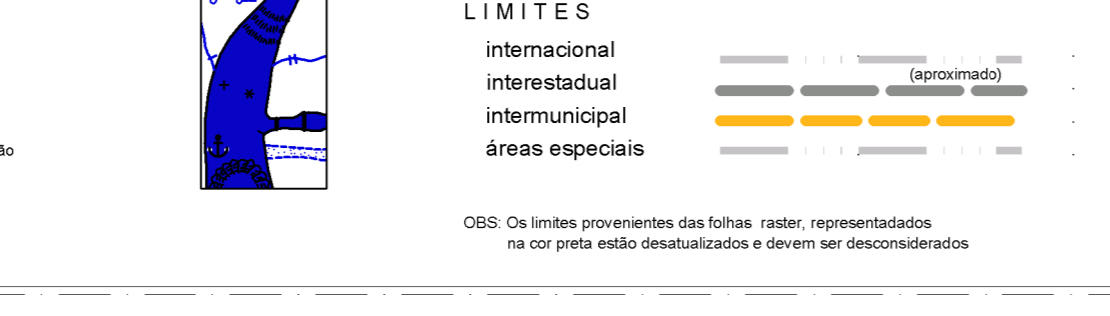 LIMITES
internacional
interestadual
(aproximado)
intermunicipal
áreas especiais
ão
OBS: Os limites provenientes das folhas raster, representadados
na cor preta estão desatualizados e devem ser desconsiderados